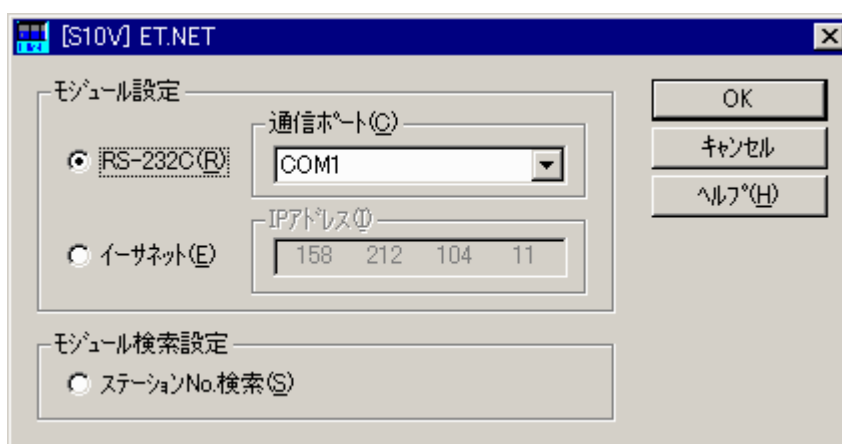 [S10V] ET.NET
ﾓｼﾞｭｰﾙ設定
RS-232C(R)
通信ﾎﾟｰﾄ(C)
COM1
ｲｰｻﾈｯﾄ(E)
IPｱﾄﾞﾚｽ(I)
158 212 104 11
ﾓｼﾞｭｰﾙ検索設定
ｽﾃｰｼｮﾝNo.検索(S)
OK
ｷｬﾝｾﾙ
ﾍﾙﾌﾟ(H)